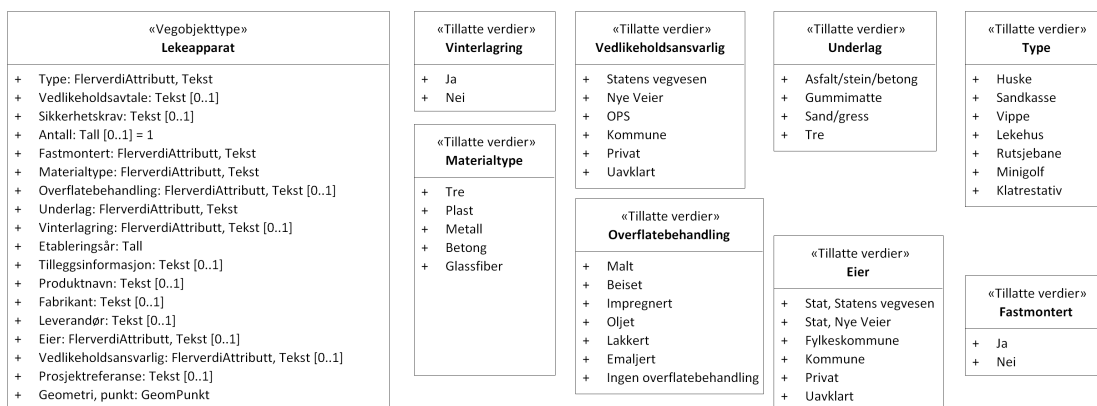 «Vegobjekttype»
Lekeapparat
+ Type: FlerverdiAttributt, Tekst
+ Vedlikeholdsavtale: Tekst [0..1]
+ Sikkerhetskrav: Tekst [0..1]
+ Antall: Tall [0..1] = 1
+ Fastmontert: FlerverdiAttributt, Tekst
+ Materialtype: FlerverdiAttributt, Tekst
+ Overflatebehandling: FlerverdiAttributt, Tekst [0..1]
+ Underlag: FlerverdiAttributt, Tekst
+ Vinterlagring: FlerverdiAttributt, Tekst [0..1]
+ Etableringsår: Tall
+ Tilleggsinformasjon: Tekst [0..1]
+ Produktnavn: Tekst [0..1]
+ Fabrikant: Tekst [0..1]
+ Leverandør: Tekst [0..1]
+ Eier: FlerverdiAttributt, Tekst [0..1]
+ Vedlikeholdsansvarlig: FlerverdiAttributt, Tekst [0..1]
+ Prosjektreferanse: Tekst [0..1]
+ Geometri, punkt: GeomPunkt
«Tillatte verdier»
Vinterlagring
+ Ja
+ Nei
«Tillatte verdier»
Materialtype
+ Tre
+ Plast
+ Metall
+ Betong
+ Glassfiber
«Tillatte verdier»
Vedlikeholdsansvarlig
+ Statens vegvesen
+ Nye Veier
+ OPS
+ Kommune
+ Privat
+ Uavklart
«Tillatte verdier»
Overflatebehandling
+ Malt
+ Beiset
+ Impregnert
+ Oljet
+ Lakkert
+ Emaljert
+ Ingen overflatebehandling
«Tillatte verdier»
Underlag
+ Asfalt/stein/betong
+ Gummimatte
+ Sand/gress
+ Tre
«Tillatte verdier»
Eier
+ Stat, Statens vegvesen
+ Stat, Nye Veier
+ Fylkeskommune
+ Kommune
+ Privat
+ Uavklart
«Tillatte verdier»
Type
+ Huske
+ Sandkasse
+ Vippe
+ Lekehus
+ Rutsjebane
+ Minigolf
+ Klatrestativ
«Tillatte verdier»
Fastmontert
+ Ja
+ Nei